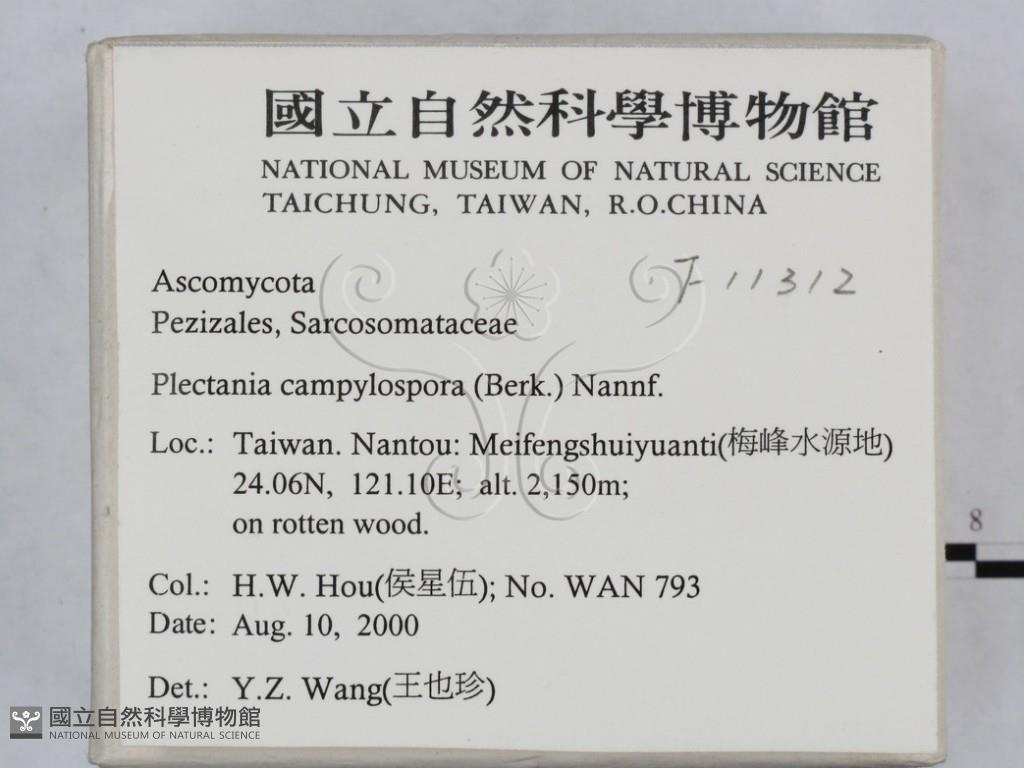 國立自然科學博物館
NATIONAL MUSEUM OF NATURAL SCIENCE
TAICHUNG, TAIWAN, R.O.CHINA
F 11312
Ascomycota
Pezizales, Sarcosomataceae
Plectania campylospora (Berk.) Nannf.
Loc.: Taiwan. Nantou: Meifengshuiyuanti(梅峰水源地)
24.06N, 121.10E; alt. 2,150m;
on rotten wood.
Col.: H.W. Hou(侯星伍); No. WAN 793
Date: Aug. 10, 2000
Det.: Y.Z. Wang(王也珍)
8
國立自然科學博物館
NATIONAL MUSEUM OF NATURAL SCIENCE